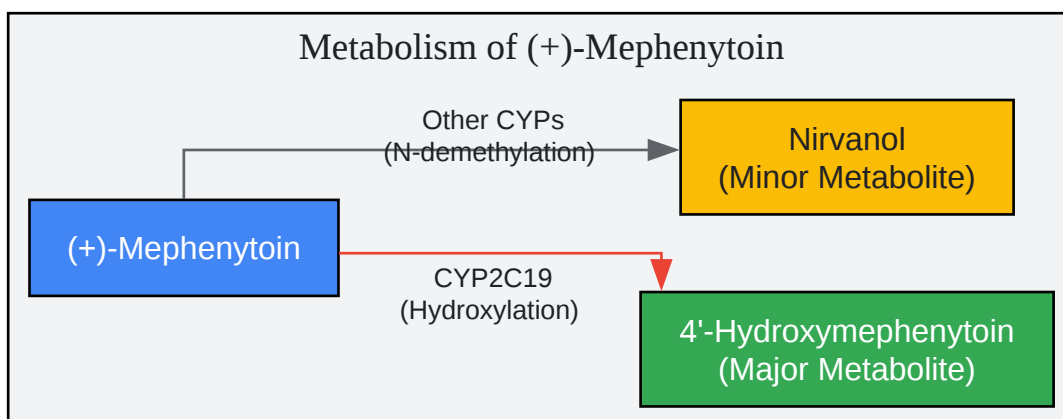 Metabolism of (+)-Mephenytoin
Other CYPs
(N-demethylation)
Nirvanol
(Minor Metabolite)
(+)-Mephenytoin
CYP2C19
(Hydroxylation)
4'-Hydroxymephenytoin
(Major Metabolite)